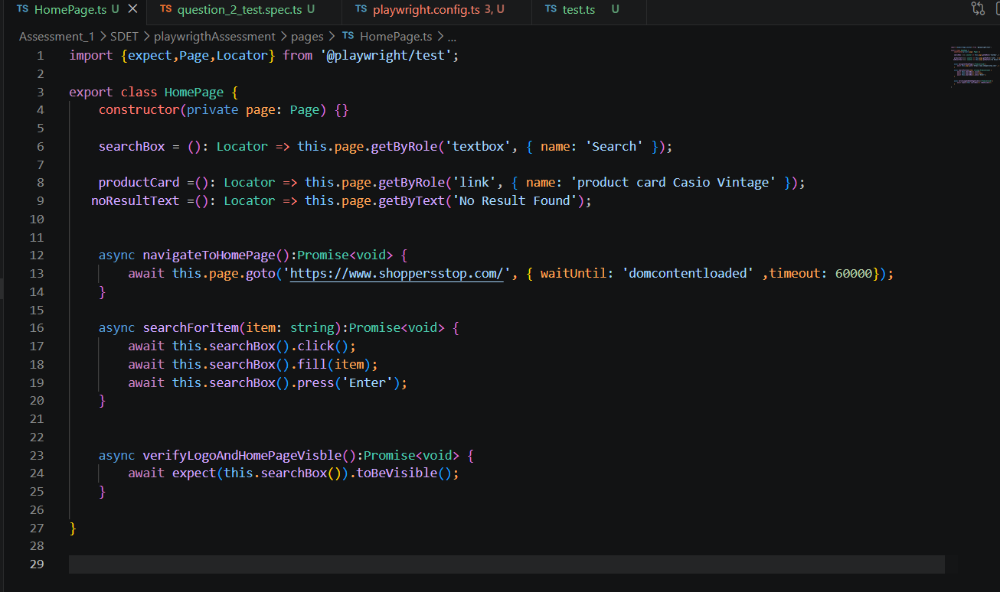 TS HomePage.ts U TS question_2_test.spec.ts U TS playwright.config.ts 3, U TS test.ts U
Assessment_1 > SDET > playwrigthAssessment > pages > TS HomePage.ts > ...
1 import {expect,Page,Locator} from '@playwright/test';
2
3 export class HomePage {
4 constructor(private page: Page) {}
5
6 searchBox = (): Locator => this.page.getByRole('textbox', { name: 'Search' });
7
8 productCard =(): Locator => this.page.getByRole('link', { name: 'product card Casio Vintage' });
9 noResultText =(): Locator => this.page.getByText('No Result Found');
10
11
12 async navigateToHomePage():Promise<void> {
13 await this.page.goto('https://www.shoppersstop.com/', { waitUntil: 'domcontentloaded' ,timeout: 60000});
14 }
15
16 async searchForItem(item: string):Promise<void> {
17 await this.searchBox().click();
18 await this.searchBox().fill(item);
19 await this.searchBox().press('Enter');
20 }
21
22
23 async verifyLogoAndHomePageVisble():Promise<void> {
24 await expect(this.searchBox()).toBeVisible();
25 }
26
27 }
28
29